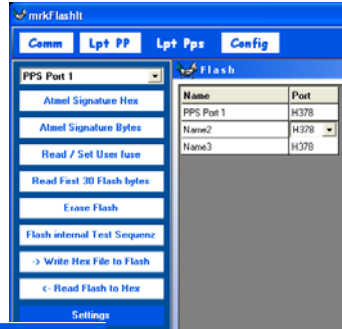 mrkFlashIt
Comm Lpt PP Lpt Pps Config
PPS Port 1
Flash
Atmel Signature Hex
Atmel Signature Bytes
Read / Set User fuse
Read First 30 Flash bytes
Erase Flash
Flash internal Test Sequenz
-> Write Hex File to Flash
<- Read Flash to Hex
Settings
Name Port
PPS Port 1 H378
Name2 H378
Name3 H378